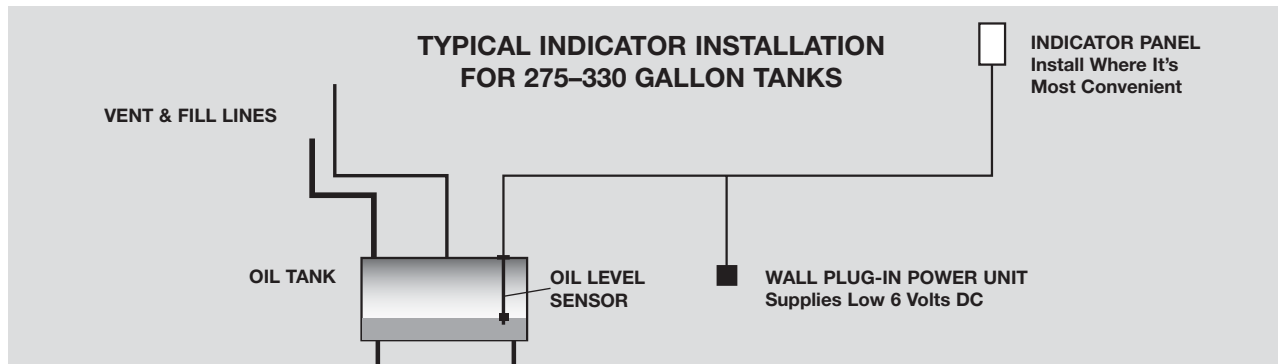 TYPICAL INDICATOR INSTALLATION
FOR 275–330 GALLON TANKS
INDICATOR PANEL
Install Where It's
Most Convenient
VENT & FILL LINES
OIL TANK
OIL LEVEL
SENSOR
WALL PLUG-IN POWER UNIT
Supplies Low 6 Volts DC